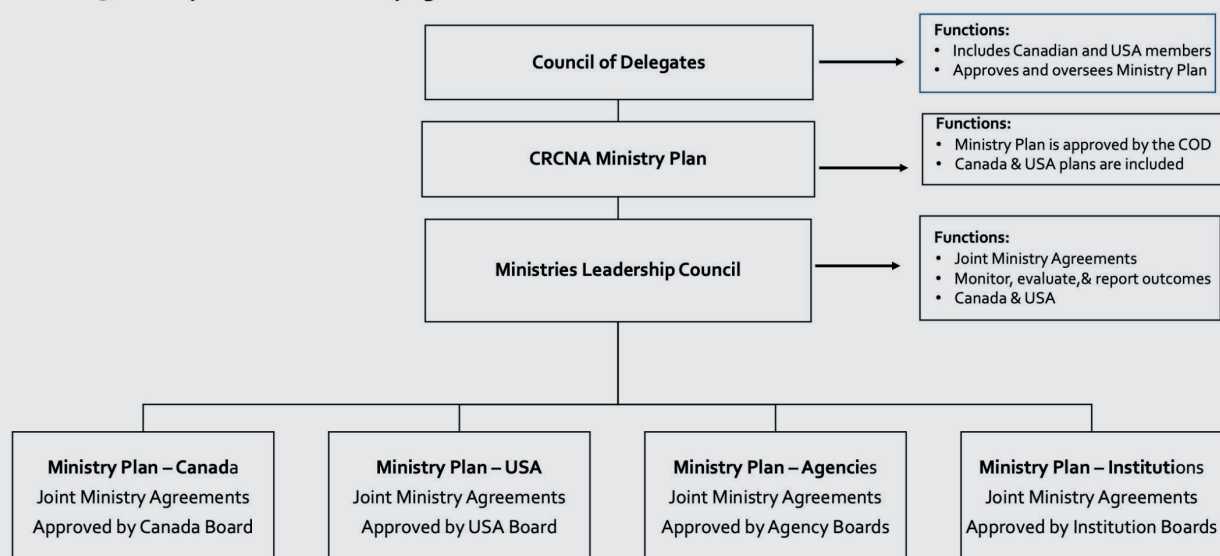 Functions:
• Includes Canadian and USA members
• Approves and oversees Ministry Plan
Council of Delegates
Functions:
• Ministry Plan is approved by the COD
• Canada & USA plans are included
CRCNA Ministry Plan
Functions:
• Joint Ministry Agreements
• Monitor, evaluate,& report outcomes
• Canada & USA
Ministries Leadership Council
Ministry Plan – Canada
Joint Ministry Agreements
Approved by Canada Board
Ministry Plan – USA
Joint Ministry Agreements
Approved by USA Board
Ministry Plan – Agencies
Joint Ministry Agreements
Approved by Agency Boards
Ministry Plan – Institutions
Joint Ministry Agreements
Approved by Institution Boards